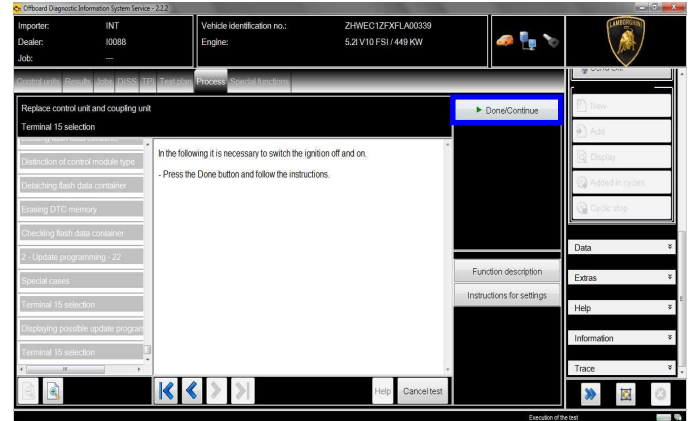 Offboard Diagnostic Information System Service - 2.2.2
Importer: INT
Dealer: I0088
Job: ---
Vehicle identification no.: ZHWEC1ZFXFLA00339
Engine: 5.2l V10 FSI / 449 KW
LAMBORGHINI
Control units Results Jobs DISS TPI Test plan Process Special functions
Replace control unit and coupling unit
Terminal 15 selection
Done/Continue
Distinction of control module type
Detaching flash data container
Erasing DTC memory
Checking flash data container
2 - Update programming - 22
Special cases
Terminal 15 selection
Displaying possible update program
Terminal 15 selection
In the following it is necessary to switch the ignition off and on.
- Press the Done button and follow the instructions.
Function description
Instructions for settings
Help
Cancel test
New
Add
Display
Added in cycles
Cyclic stop
Data
Extras
Help
Information
Trace
Execution of the test